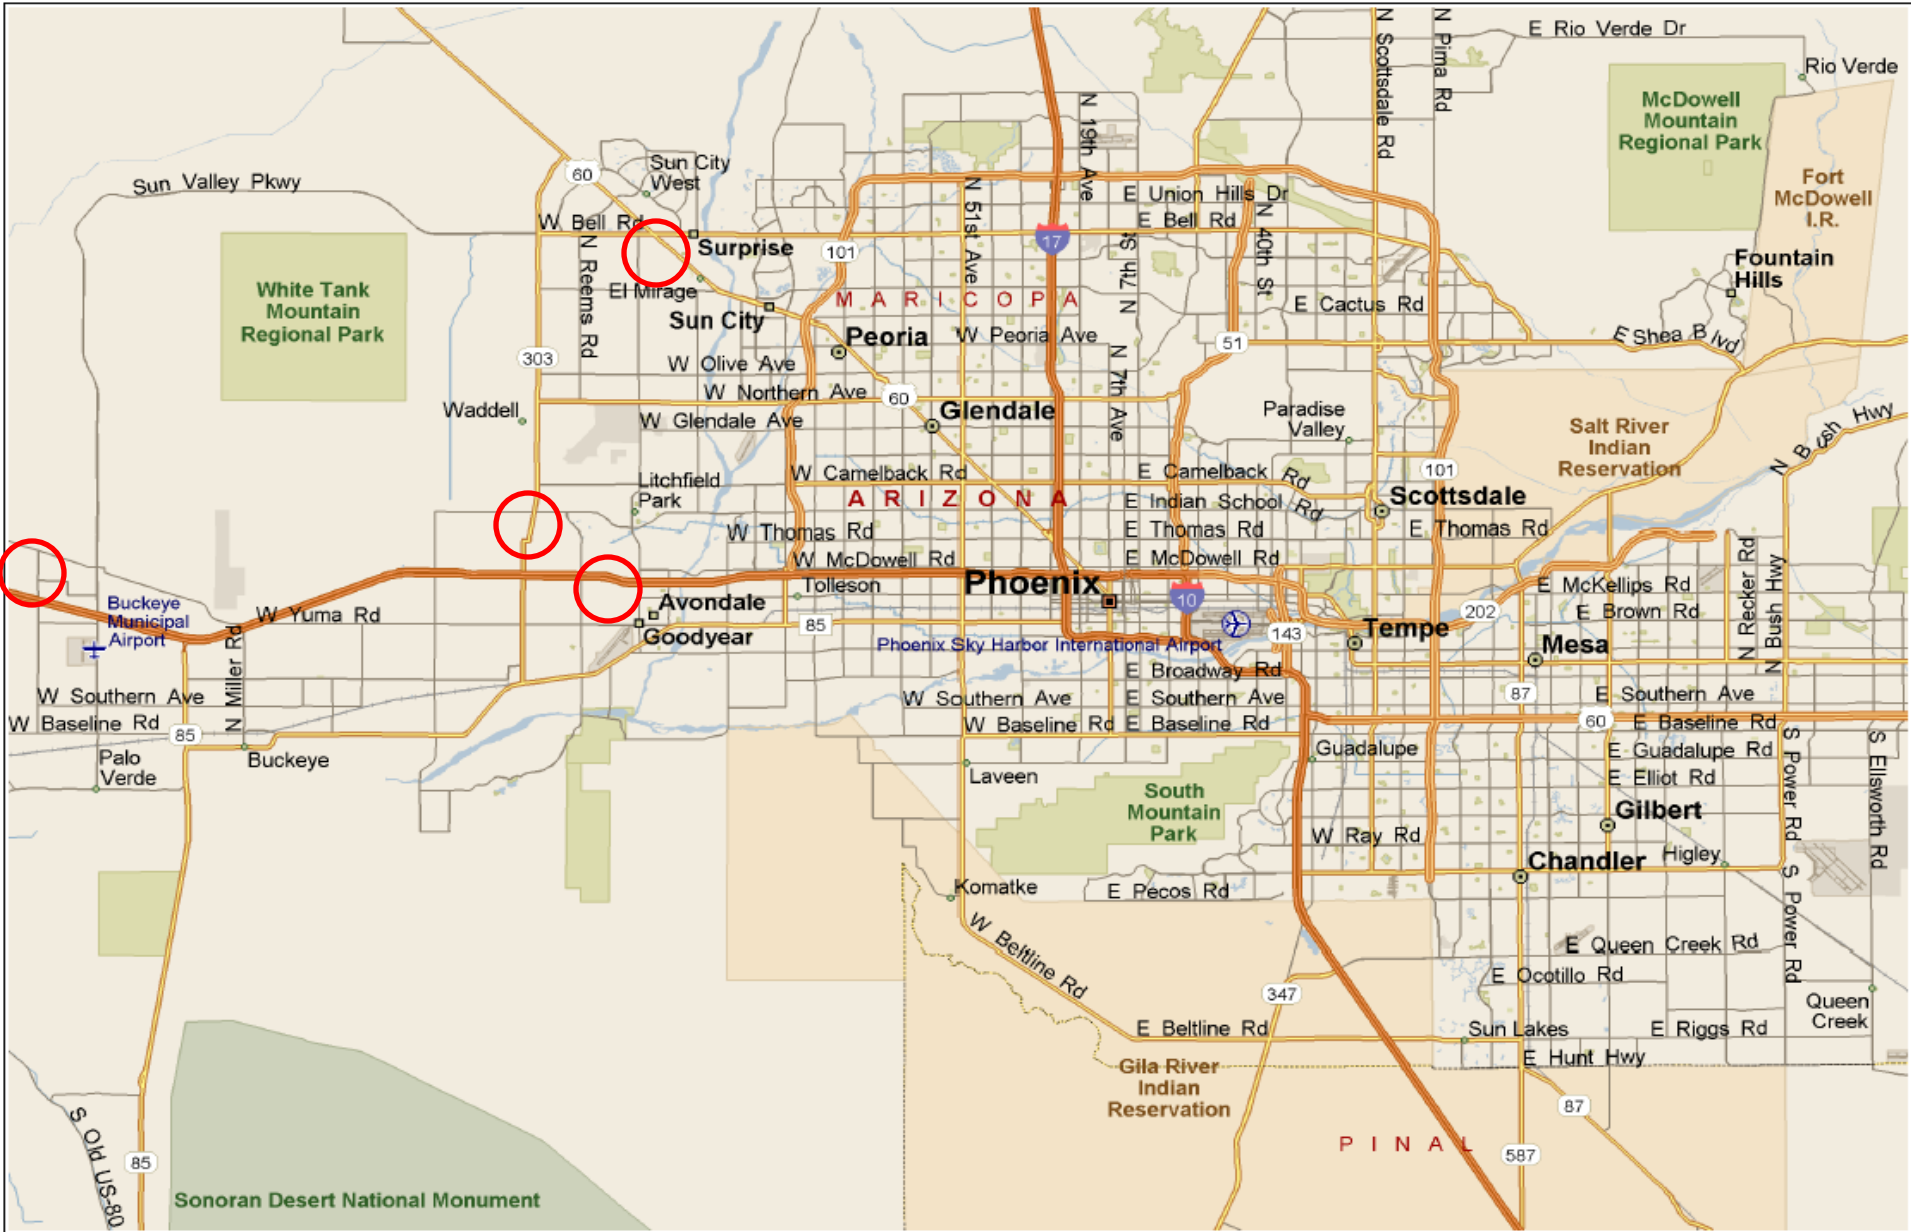 N Scottsdale Rd
N Pima Rd
E Rio Verde Dr
Rio Verde
McDowell
Mountain
Regional Park
N 19th Ave
Sun City
West
60
Sun Valley Pkwy
Fort
McDowell
I.R.
E Union Hills Dr
N 51st Ave
W Bell Rd
E Bell Rd
N 40th St
N 7th St
17
Surprise
101
N Reems Rd
Fountain
Hills
White Tank
Mountain
Regional Park
El Mirage
MARICOPA
E Cactus Rd
Sun City
Peoria
W Peoria Ave
E Shea Blvd
51
303
W Olive Ave
N 7th Ave
W Northern Ave
60
Waddell
W Glendale Ave
Glendale
Paradise
Valley
N Bush Hwy
Salt River
Indian
Reservation
W Camelback Rd
E Camelback Rd
101
Litchfield
Park
ARIZONA
E Indian School Rd
Scottsdale
W Thomas Rd
E Thomas Rd
E Thomas Rd
W McDowell Rd
E McDowell Rd
N Recker Rd
N Bush Hwy
Tolleson
Phoenix
10
E McKellips Rd
Buckeye
Municipal
Airport
W Yuma Rd
Avondale
202
E Brown Rd
Goodyear
85
Phoenix Sky Harbor International Airport
143
Tempe
Mesa
N Miller Rd
E Broadway Rd
W Southern Ave
W Southern Ave
E Southern Ave
87
E Southern Ave
W Baseline Rd
85
W Baseline Rd
E Baseline Rd
60
E Baseline Rd
Palo
Verde
Buckeye
Guadalupe
E Guadalupe Rd
S Power Rd
S Ellsworth Rd
Laveen
E Elliot Rd
South
Mountain
Park
Gilbert
W Ray Rd
Chandler
Higley
Komatke
E Pecos Rd
S Power Rd
W Beltline Rd
E Queen Creek Rd
E Ocotillo Rd
347
Queen
Creek
E Beltline Rd
Sun Lakes
E Riggs Rd
E Hunt Hwy
Gila River
Indian
Reservation
87
S Old US-80
85
PINAL
587
Sonoran Desert National Monument